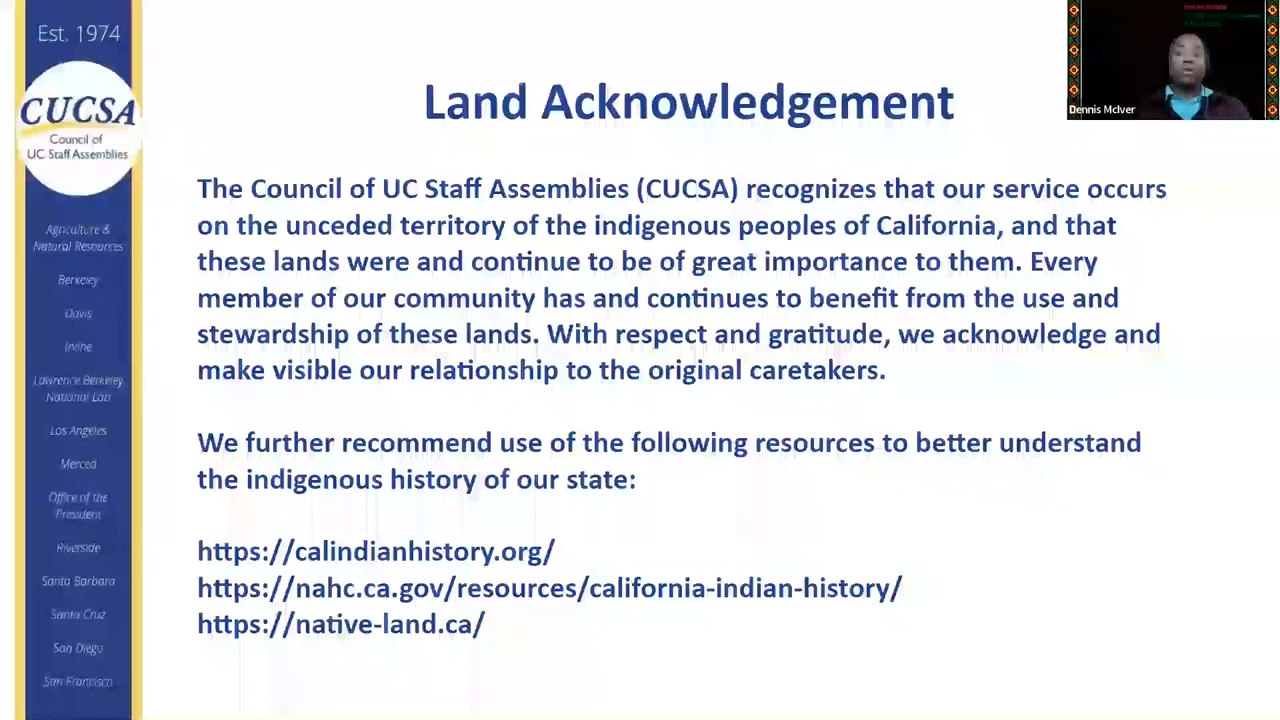 Est. 1974
CUCSA
Council of
UC Staff Assemblies
Agriculture &
Natural Resources
Berkeley
Davis
Irvine
Lawrence Berkeley
National Lab
Los Angeles
Merced
Office of the
President
Riverside
Santa Barbara
Santa Cruz
San Diego
San Francisco
Land Acknowledgement
The Council of UC Staff Assemblies (CUCSA) recognizes that our service occurs
on the unceded territory of the indigenous peoples of California, and that
these lands were and continue to be of great importance to them. Every
member of our community has and continues to benefit from the use and
stewardship of these lands. With respect and gratitude, we acknowledge and
make visible our relationship to the original caretakers.
We further recommend use of the following resources to better understand
the indigenous history of our state:
https://calindianhistory.org/
https://nahc.ca.gov/resources/california-indian-history/
https://native-land.ca/
Dennis McIver